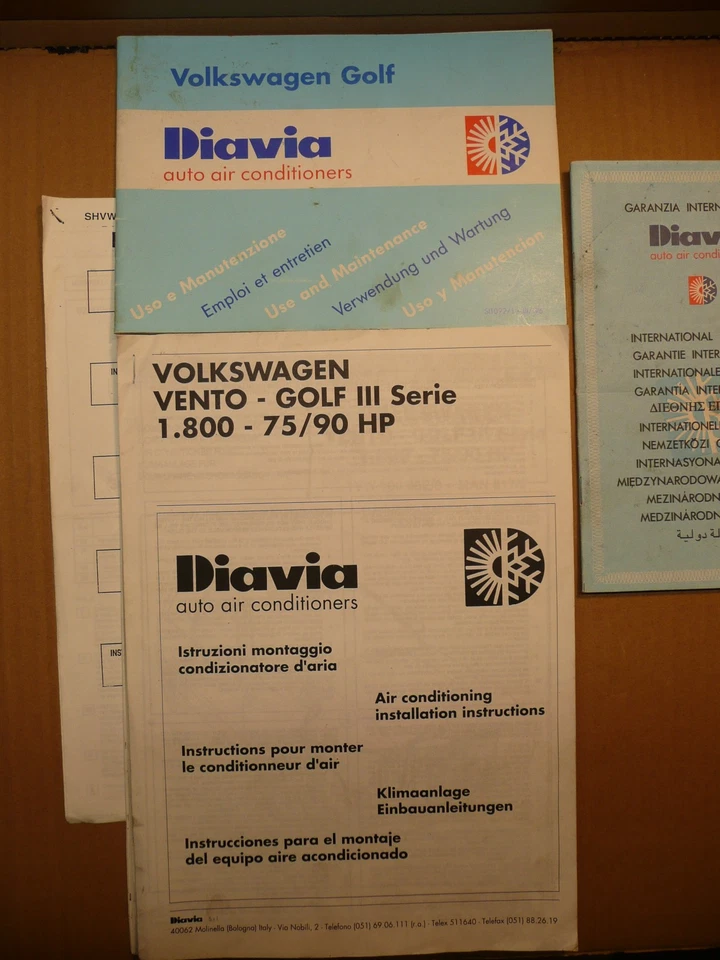 Volkswagen Golf
Diavia
auto air conditioners
Uso e Manutenzione
Emploi et entretien
Use and Maintenance
Verwendung und Wartung
Uso y Manutencion
SHVW
INS
INS
VOLKSWAGEN
VENTO - GOLF III Serie
1.800 - 75/90 HP
Diavia
auto air conditioners
Istruzioni montaggio
condizionatore d'aria
Air conditioning
installation instructions
Instructions pour monter
le conditionneur d'air
Klimaanlage
Einbauanleitungen
Instrucciones para el montaje
del equipo aire acondicionado
Diavia
40062 Molinella (Bologna) Italy - Via Nobili, 2 - Telefono (051) 69.06.111 (r.a.) - Telex 511640 - Telefax (051) 88.26.19
GARANZIA INTERN
Diav
auto air condi
INTERNATIONAL
GARANTIE INTER
INTERNATIONALE
GARANTIA INTE
ΔΙΕΘΝΗΣ ΕΓ
INTERNATIONEL
NEMZETKÖZI
INTERNASYONA
MIĘDZYNARODOWA
MEZINÁRODN
MEDZINÁRODN
دولية